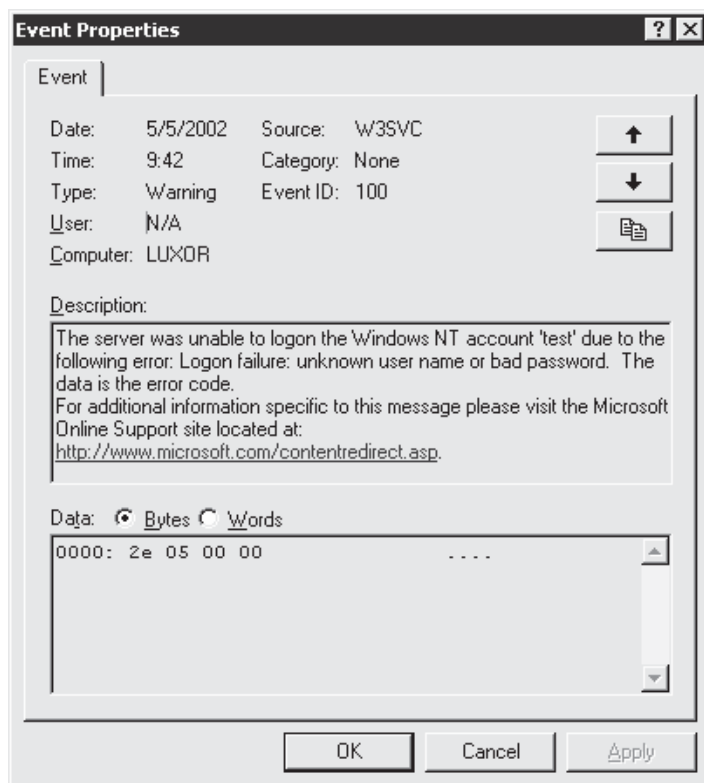 Event Properties
Event
Date: 5/5/2002 Source: W3SVC
Time: 9:42 Category: None
Type: Warning Event ID: 100
User: N/A
Computer: LUXOR
Description:
The server was unable to logon the Windows NT account 'test' due to the
following error: Logon failure: unknown user name or bad password. The
data is the error code.
For additional information specific to this message please visit the Microsoft
Online Support site located at:
http://www.microsoft.com/contentredirect.asp.
Data: Bytes Words
0000: 2e 05 00 00 ....
OK Cancel Apply